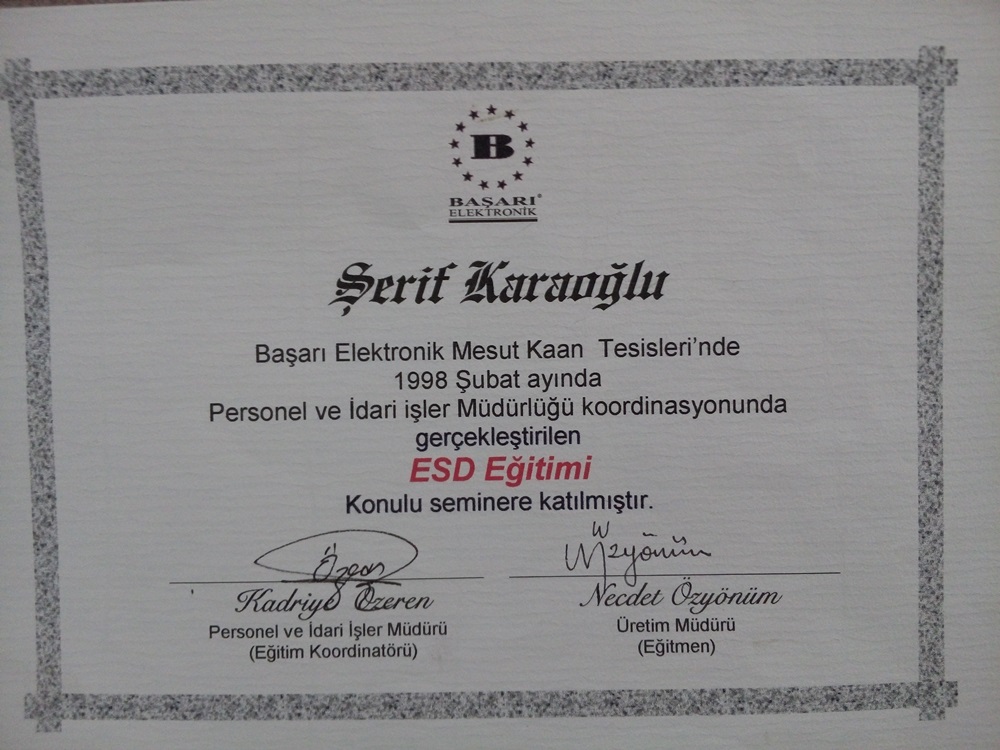 B
BAŞARI
ELEKTRONİK
Şerif Karaoğlu
Başarı Elektronik Mesut Kaan Tesisleri'nde
1998 Şubat ayında
Personel ve İdari işler Müdürlüğü koordinasyonunda
gerçekleştirilen
ESD Eğitimi
Konulu seminere katılmıştır.
Özeren Özyönüm
Kadriye Özeren Necdet Özyönüm
Personel ve İdari İşler Müdürü Üretim Müdürü
(Eğitim Koordinatörü) (Eğitmen)